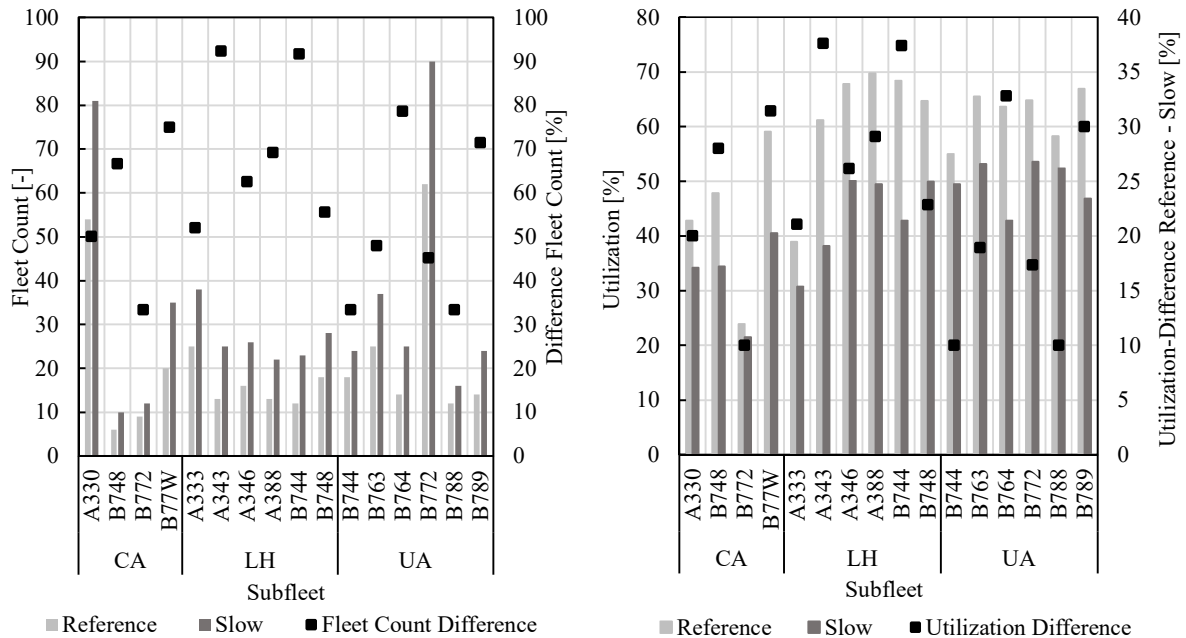 100
90
80
70
60
50
40
30
20
10
0
Fleet Count [-]
100
90
80
70
60
50
40
30
20
10
0
Difference Fleet Count [%]
A330
B748
B772
B77W
A333
A343
A346
A388
B744
B748
B744
B763
B764
B772
B788
B789
CA
LH
UA
Subfleet
Reference
Slow
Fleet Count Difference
80
70
60
50
40
30
20
10
0
Utilization [%]
40
35
30
25
20
15
10
5
0
Utilization-Difference Reference - Slow [%]
A330
B748
B772
B77W
A333
A343
A346
A388
B744
B748
B744
B763
B764
B772
B788
B789
CA
LH
UA
Subfleet
Reference
Slow
Utilization Difference